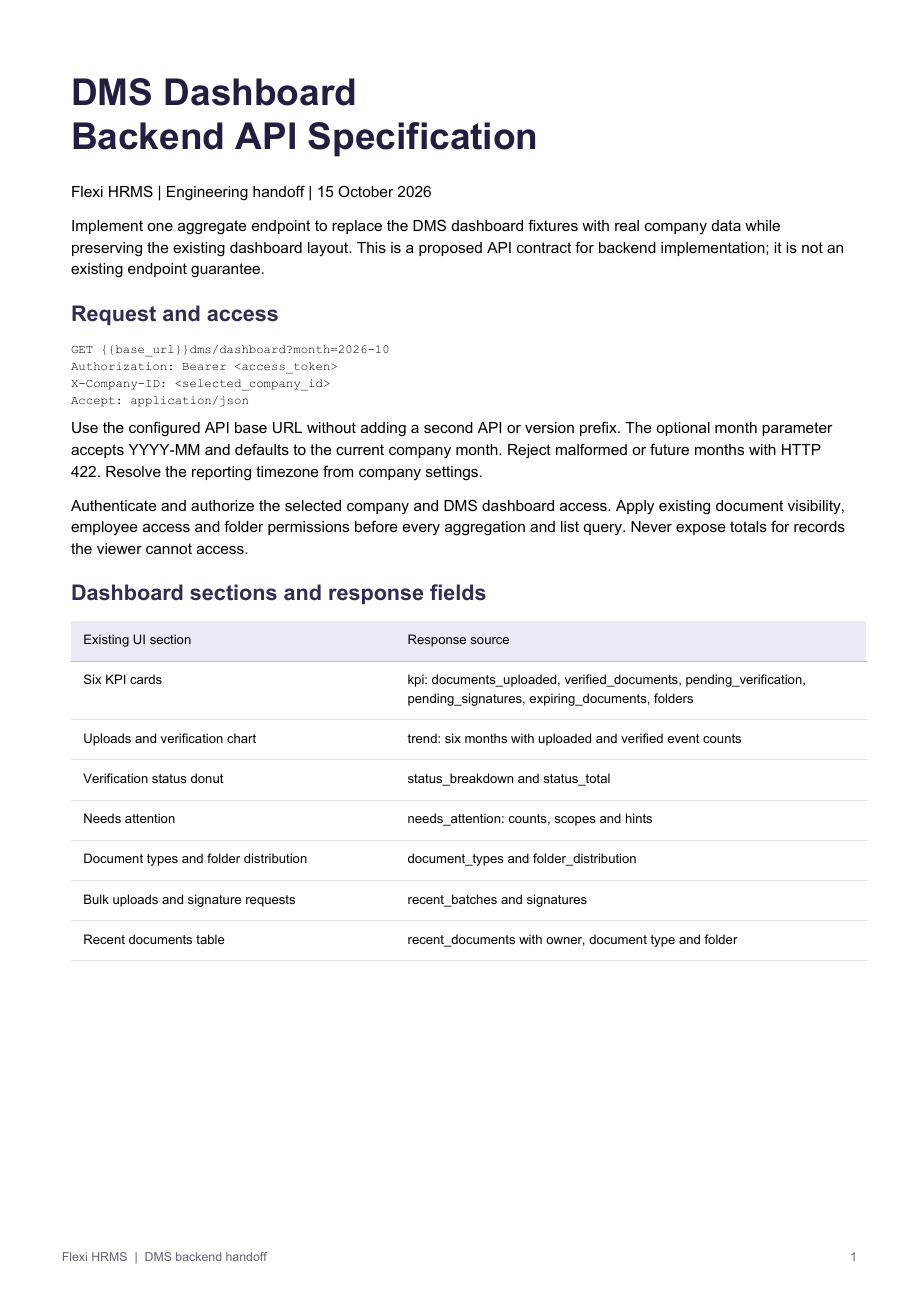 DMS Dashboard
Backend API Specification
Flexi HRMS | Engineering handoff | 15 October 2026
Implement one aggregate endpoint to replace the DMS dashboard fixtures with real company data while
preserving the existing dashboard layout. This is a proposed API contract for backend implementation; it is not an
existing endpoint guarantee.
Request and access
GET {{base_url}}dms/dashboard?month=2026-10
Authorization: Bearer <access_token>
X-Company-ID: <selected_company_id>
Accept: application/json
Use the configured API base URL without adding a second API or version prefix. The optional month parameter
accepts YYYY-MM and defaults to the current company month. Reject malformed or future months with HTTP
422. Resolve the reporting timezone from company settings.
Authenticate and authorize the selected company and DMS dashboard access. Apply existing document visibility,
employee access and folder permissions before every aggregation and list query. Never expose totals for records
the viewer cannot access.
Dashboard sections and response fields
Existing UI section Response source
Six KPI cards kpi: documents_uploaded, verified_documents, pending_verification,
pending_signatures, expiring_documents, folders
Uploads and verification chart trend: six months with uploaded and verified event counts
Verification status donut status_breakdown and status_total
Needs attention needs_attention: counts, scopes and hints
Document types and folder distribution document_types and folder_distribution
Bulk uploads and signature requests recent_batches and signatures
Recent documents table recent_documents with owner, document type and folder
Flexi HRMS | DMS backend handoff 1